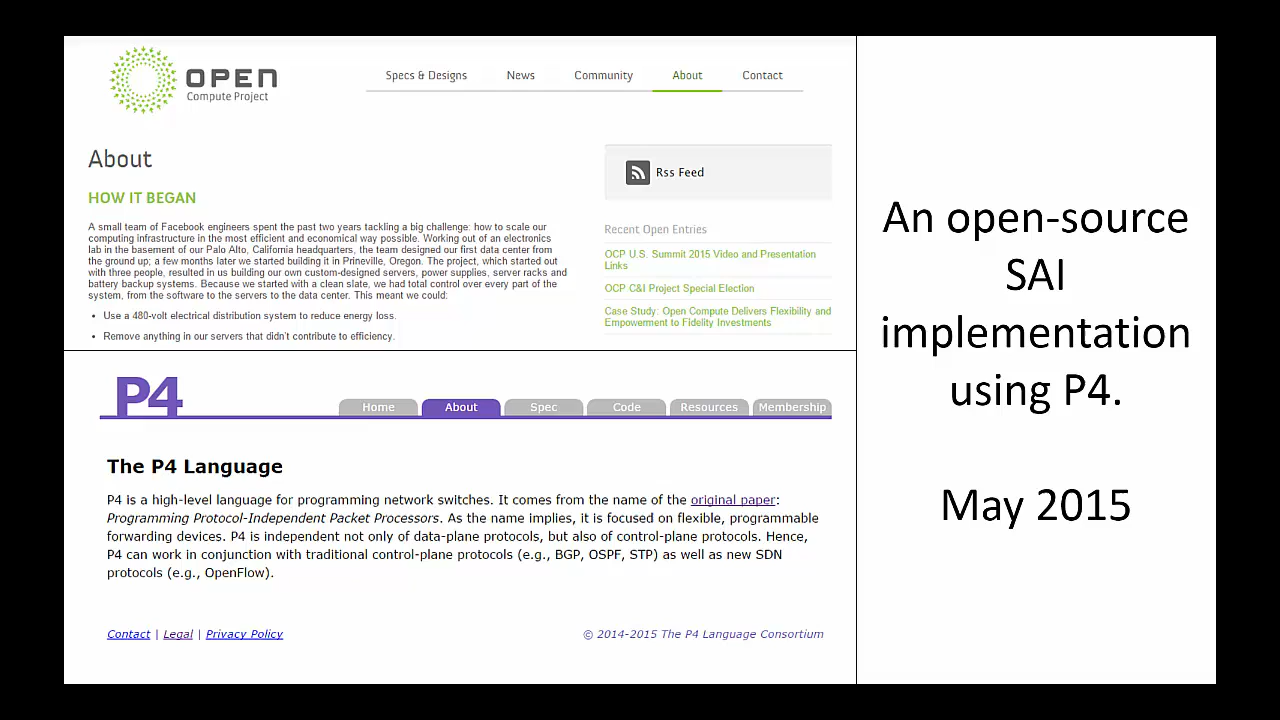 OPEN
Compute Project
Specs & Designs News Community About Contact
About
HOW IT BEGAN
A small team of Facebook engineers spent the past two years tackling a big challenge: how to scale our
computing infrastructure in the most efficient and economical way possible. Working out of an electronics
lab in the basement of our Palo Alto, California headquarters, the team designed our first data center from
the ground up; a few months later we started building it in Prineville, Oregon. The project, which started out
with three people, resulted in us building our own custom-designed servers, power supplies, server racks and
battery backup systems. Because we started with a clean slate, we had total control over every part of the
system, from the software to the servers to the data center. This meant we could:
• Use a 480-volt electrical distribution system to reduce energy loss.
• Remove anything in our servers that didn't contribute to efficiency.
Rss Feed
Recent Open Entries
OCP U.S. Summit 2015 Video and Presentation
Links
OCP C&I Project Special Election
Case Study: Open Compute Delivers Flexibility and
Empowerment to Fidelity Investments
P4
Home About Spec Code Resources Membership
The P4 Language
P4 is a high-level language for programming network switches. It comes from the name of the original paper:
Programming Protocol-Independent Packet Processors. As the name implies, it is focused on flexible, programmable
forwarding devices. P4 is independent not only of data-plane protocols, but also of control-plane protocols. Hence,
P4 can work in conjunction with traditional control-plane protocols (e.g., BGP, OSPF, STP) as well as new SDN
protocols (e.g., OpenFlow).
Contact | Legal | Privacy Policy
© 2014-2015 The P4 Language Consortium
An open-source
SAI
implementation
using P4.
May 2015